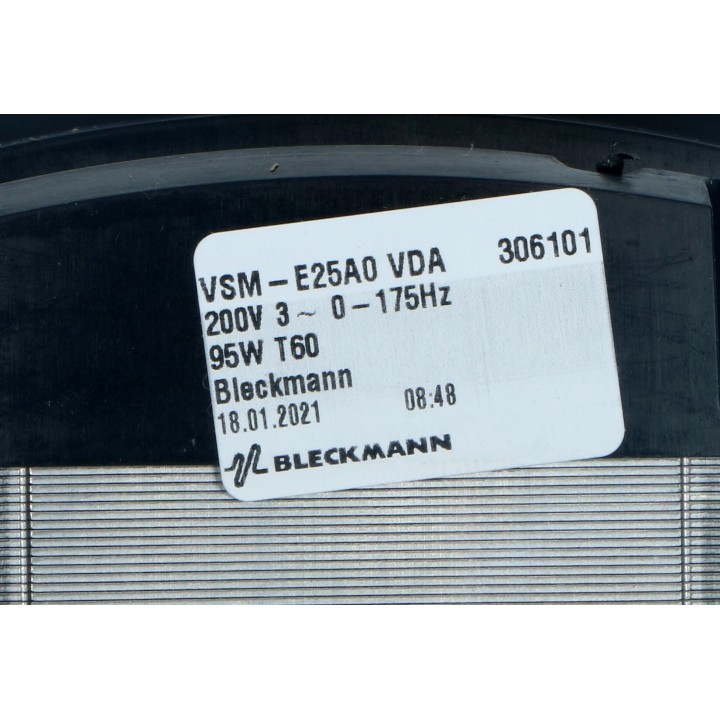 VSM – E25A0 VDA 306101
200V 3 ~ 0 – 175Hz
95W T60
Bleckmann
18.01.2021 08:48
BLECKMANN